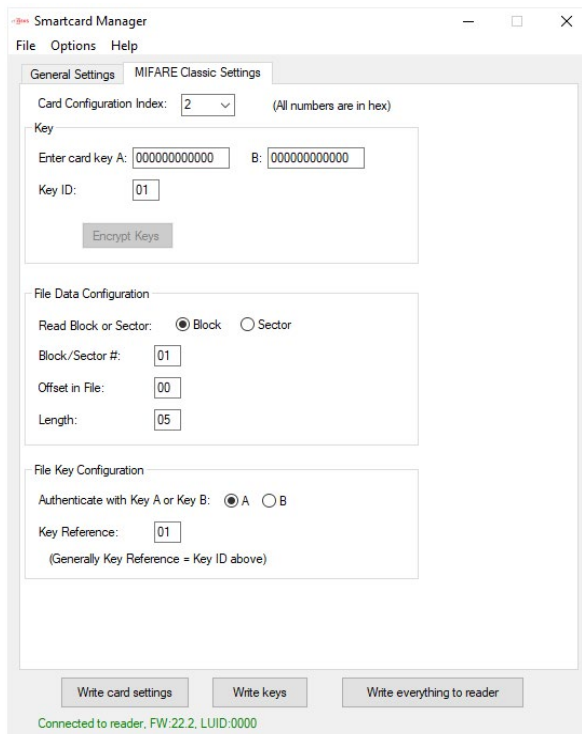 Smartcard Manager
File Options Help
General Settings MIFARE Classic Settings
Card Configuration Index: 2 (All numbers are in hex)
Key
Enter card key A: 000000000000 B: 000000000000
Key ID: 01
Encrypt Keys
File Data Configuration
Read Block or Sector: Block Sector
Block/Sector #: 01
Offset in File: 00
Length: 05
File Key Configuration
Authenticate with Key A or Key B: A B
Key Reference: 01
(Generally Key Reference = Key ID above)
Write card settings Write keys Write everything to reader
Connected to reader, FW:22.2, LUID:0000